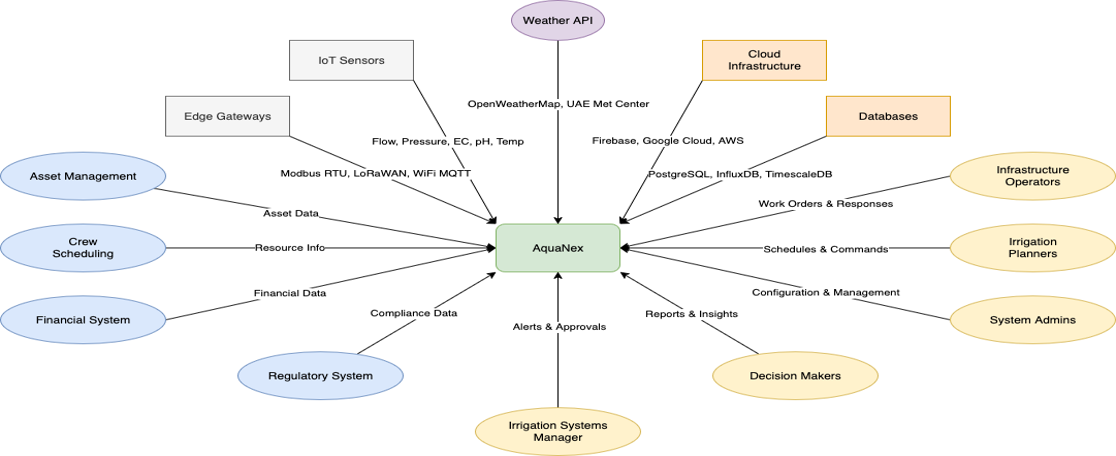 Weather API
IoT Sensors
Cloud
Infrastructure
OpenWeatherMap, UAE Met Center
Edge Gateways
Databases
Flow, Pressure, EC, pH, Temp
Firebase, Google Cloud, AWS
Modbus RTU, LoRaWAN, WiFi MQTT
PostgreSQL, InfluxDB, TimescaleDB
Asset Management
Infrastructure
Operators
Asset Data
Work Orders & Responses
Crew
Scheduling
Resource Info
AquaNex
Schedules & Commands
Irrigation
Planners
Financial Data
Configuration & Management
Financial System
Compliance Data
Alerts & Approvals
Reports & Insights
System Admins
Regulatory System
Decision Makers
Irrigation Systems
Manager